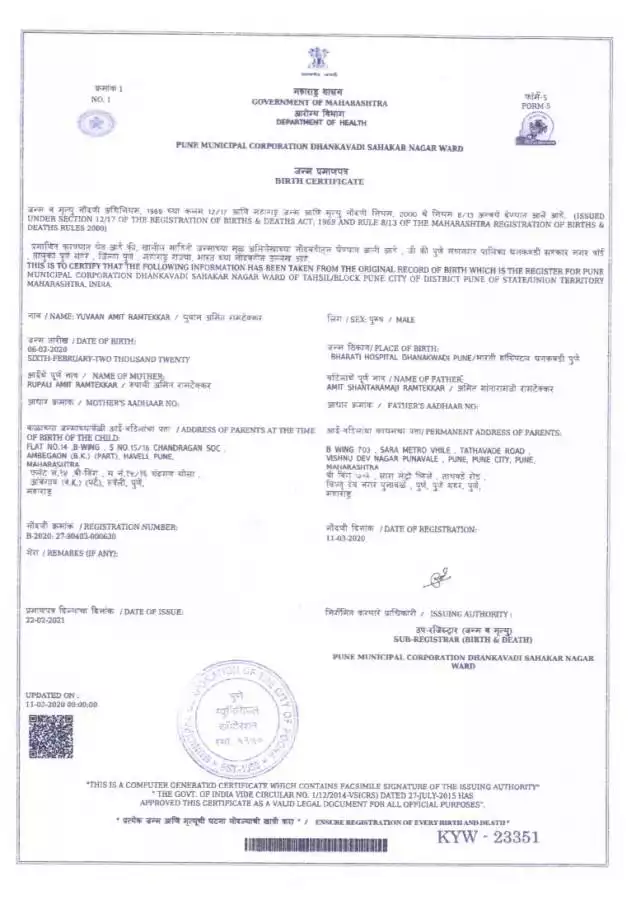 क्रमांक 1
NO. 1
महाराष्ट्र शासन
GOVERNMENT OF MAHARASHTRA
आरोग्य विभाग
DEPARTMENT OF HEALTH
फॉर्म-5
FORM-5
PUNE MUNICIPAL CORPORATION DHANKAVADI SAHAKAR NAGAR WARD
जन्म प्रमाणपत्र
BIRTH CERTIFICATE
जन्म व मृत्यू नोंदणी अधिनियम, 1969 च्या कलम 12/17 आणि महाराष्ट्र जन्म आणि मृत्यू नोंदणी नियम, 2000 चे नियम 8/13 अन्वये देण्यात आले आहे. (ISSUED
UNDER SECTION 12/17 OF THE REGISTRATION OF BIRTHS & DEATHS ACT, 1969 AND RULE 8/13 OF THE MAHARASHTRA REGISTRATION OF BIRTHS &
DEATHS RULES 2000)
प्रमाणित करण्यात येत आहे की, खालील माहिती जन्माच्या मूळ अभिलेखाच्या नोंदवहीतून घेण्यात आली आहे , जी की पुणे महानगर पालिका धनकवडी सहकार नगर वॉर्ड
, तालुका पुणे शहर , जिल्हा पुणे , महाराष्ट्र राज्या, भारत च्या नोंदवहीत उल्लेख आहे.
THIS IS TO CERTIFY THAT THE FOLLOWING INFORMATION HAS BEEN TAKEN FROM THE ORIGINAL RECORD OF BIRTH WHICH IS THE REGISTER FOR PUNE
MUNICIPAL CORPORATION DHANKAVADI SAHAKAR NAGAR WARD OF TAHSIL/BLOCK PUNE CITY OF DISTRICT PUNE OF STATE/UNION TERRITORY
MAHARASHTRA, INDIA.
नाव / NAME: YUVAAN AMIT RAMTEKKAR / युवान अमित रामटेक्कर
लिंग / SEX: पुरुष / MALE
जन्म तारीख / DATE OF BIRTH:
06-02-2020
SIXTH-FEBRUARY-TWO THOUSAND TWENTY
जन्म ठिकाण/ PLACE OF BIRTH:
BHARATI HOSPITAL DHANAKWADI PUNE/भारती हॉस्पिटल धनकवडी पुणे
आईचे पूर्ण नाव / NAME OF MOTHER:
RUPALI AMIT RAMTEKKAR / रुपाली अमित रामटेक्कर
वडिलांचे पूर्ण नाव / NAME OF FATHER:
AMIT SHANTARAMAJI RAMTEKKAR / अमित शांतारामजी रामटेक्कर
आधार क्रमांक / MOTHER'S AADHAAR NO:
आधार क्रमांक / FATHER'S AADHAAR NO:
बाळाच्या जन्माच्यावेळी आई-वडिलांचा पत्ता / ADDRESS OF PARENTS AT THE TIME
OF BIRTH OF THE CHILD:
FLAT NO.14 ,B-WING , S NO.15/16 CHANDRAGAN SOC ,
AMBEGAON (B.K.) (PART), HAVELI, PUNE,
MAHARASHTRA
आंबेगाव (B.K.) (पार्ट), हवेली, पुणे,
महाराष्ट्र
आई-वडिलांचा कायमचा पत्ता/ PERMANENT ADDRESS OF PARENTS:
B WING 703 , SARA METRO VHILE , TATHAVADE ROAD ,
VISHNU DEV NAGAR PUNAVALE , PUNE, PUNE CITY, PUNE,
MAHARASHTRA
विष्णू देव नगर पुनावळे , पुणे, पुणे शहर, पुणे,
महाराष्ट्र
नोंदणी क्रमांक / REGISTRATION NUMBER:
B-2020: 27-90403-000630
नोंदणी दिनांक / DATE OF REGISTRATION:
11-03-2020
शेरा / REMARKS (IF ANY):
प्रमाणपत्र दिल्याचा दिनांक / DATE OF ISSUE:
22-02-2021
निर्गमित करणारे प्राधिकारी / ISSUING AUTHORITY :
उप-रजिस्ट्रार (जन्म व मृत्यु)
SUB-REGISTRAR (BIRTH & DEATH)
PUNE MUNICIPAL CORPORATION DHANKAVADI SAHAKAR NAGAR
WARD
UPDATED ON :
11-03-2020 00:00:00
पुणे
"THIS IS A COMPUTER GENERATED CERTIFICATE WHICH CONTAINS FACSIMILE SIGNATURE OF THE ISSUING AUTHORITY"
"THE GOVT. OF INDIA VIDE CIRCULAR NO. 1/12/2014-VS(CRS) DATED 27-JULY-2015 HAS
APPROVED THIS CERTIFICATE AS A VALID LEGAL DOCUMENT FOR ALL OFFICIAL PURPOSES".
" प्रत्येक जन्म आणि मृत्यूची घटना नोंदल्याची खात्री करा " / ENSURE REGISTRATION OF EVERY BIRTH AND DEATH"
KYW - 23351